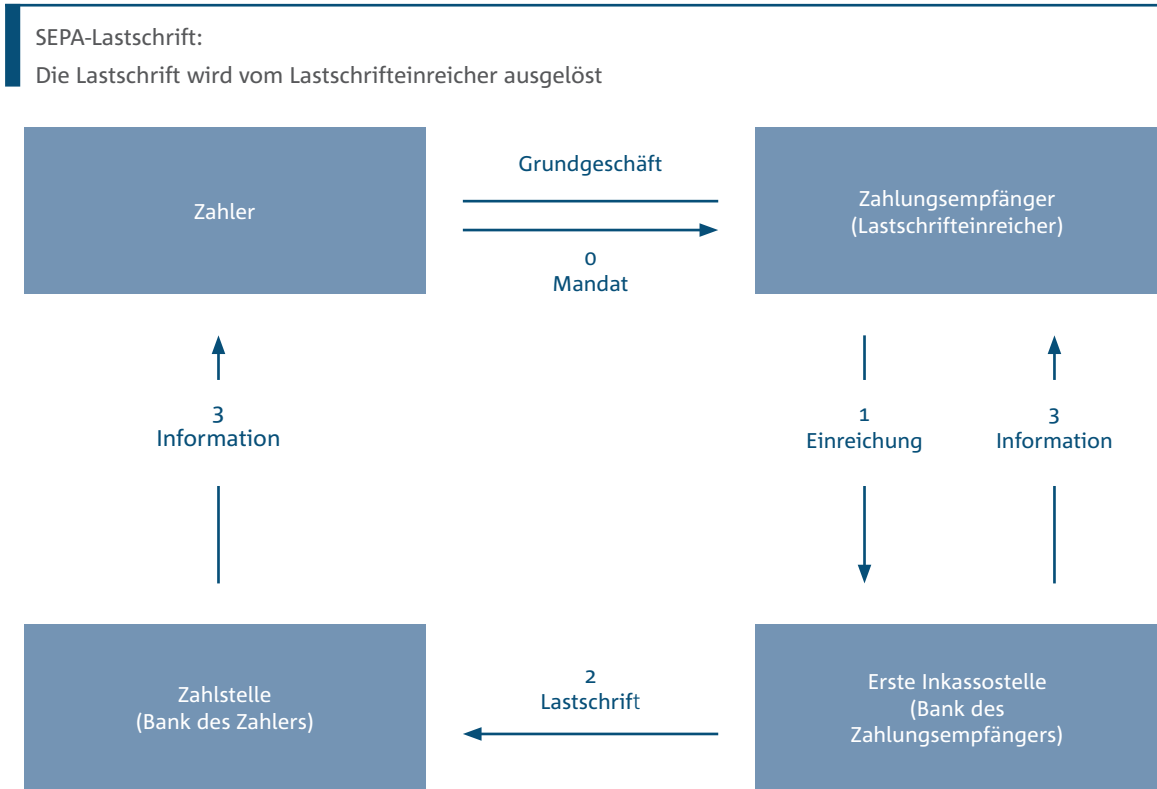 SEPA-Lastschrift:
Die Lastschrift wird vom Lastschrifteinreicher ausgelöst
Zahler
Grundgeschäft
0
Mandat
Zahlungsempfänger
(Lastschrifteinreicher)
3
Information
1
Einreichung
3
Information
Zahlstelle
(Bank des Zahlers)
2
Lastschrift
Erste Inkassostelle
(Bank des
Zahlungsempfängers)